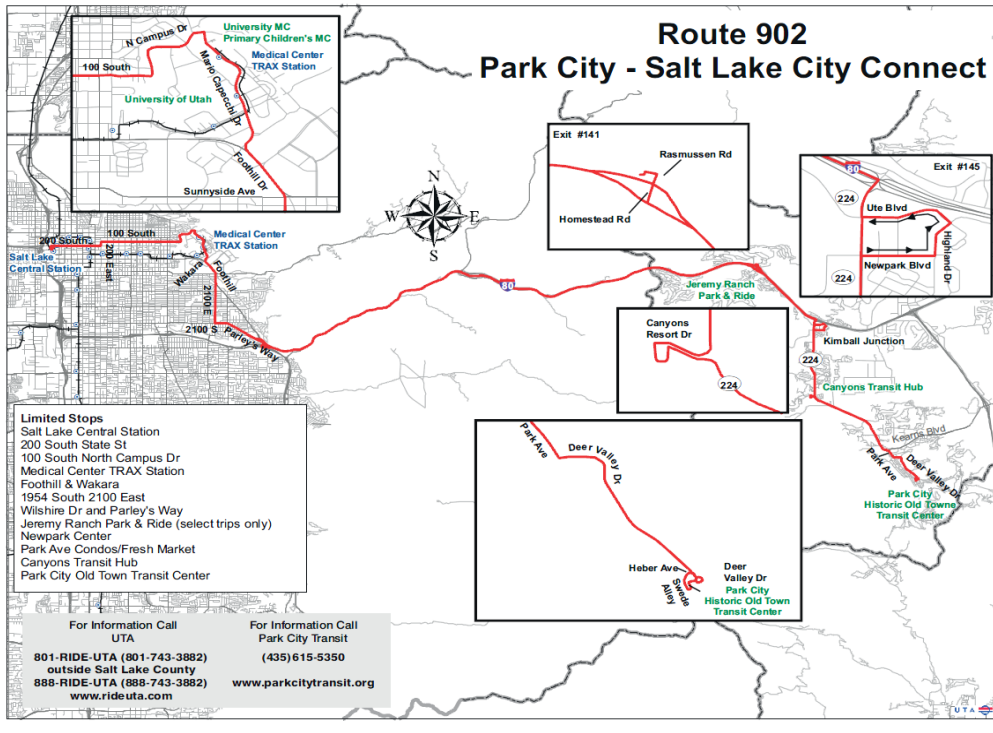 Route 902
Park City - Salt Lake City Connect
N Campus Dr
University MC
Primary Children's MC
100 South
Medical Center
TRAX Station
Mario Capecchi Dr
University of Utah
Foothill Dr
Sunnyside Ave
Exit #141
Rasmussen Rd
Homestead Rd
Exit #145
80
224
Ute Blvd
Highland Dr
224
Newpark Blvd
N
W
E
S
200 South
100 South
Medical Center
TRAX Station
Salt Lake
Central Station
200 East
Wakara
Foothill
2100 E
2100 S
Parley's Way
80
Jeremy Ranch
Park & Ride
Kimball Junction
224
Canyons Transit Hub
Kearns Blvd
Park Ave
Deer Valley Dr
Park City
Historic Old Towne
Transit Center
Canyons
Resort Dr
224
Park Ave
Deer Valley Dr
Heber Ave
Swede
Alley
Deer
Valley Dr
Park City
Historic Old Town
Transit Center
Limited Stops
Salt Lake Central Station
200 South State St
100 South North Campus Dr
Medical Center TRAX Station
Foothill & Wakara
1954 South 2100 East
Wilshire Dr and Parley's Way
Jeremy Ranch Park & Ride (select trips only)
Newpark Center
Park Ave Condos/Fresh Market
Canyons Transit Hub
Park City Old Town Transit Center
For Information Call
UTA
801-RIDE-UTA (801-743-3882)
outside Salt Lake County
888-RIDE-UTA (888-743-3882)
www.rideuta.com
For Information Call
Park City Transit
(435)615-5350
www.parkcitytransit.org
UTA